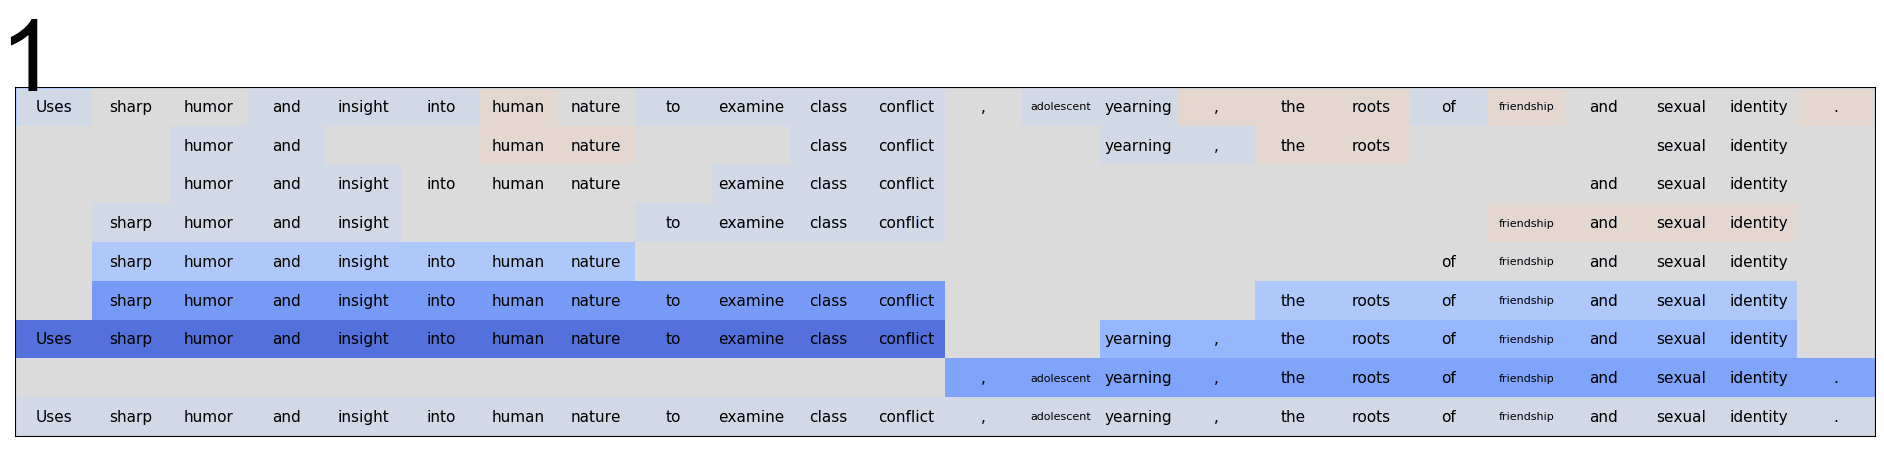 1
Uses sharp humor and insight into human nature to examine class conflict , adolescent yearning , the roots of friendship and sexual identity .
humor and human nature class conflict yearning , the roots sexual identity
humor and insight into human nature examine class conflict and sexual identity
sharp humor and insight to examine class conflict friendship and sexual identity
sharp humor and insight into human nature of friendship and sexual identity
sharp humor and insight into human nature to examine class conflict the roots of friendship and sexual identity
Uses sharp humor and insight into human nature to examine class conflict yearning , the roots of friendship and sexual identity
, adolescent yearning , the roots of friendship and sexual identity .
Uses sharp humor and insight into human nature to examine class conflict , adolescent yearning , the roots of friendship and sexual identity .